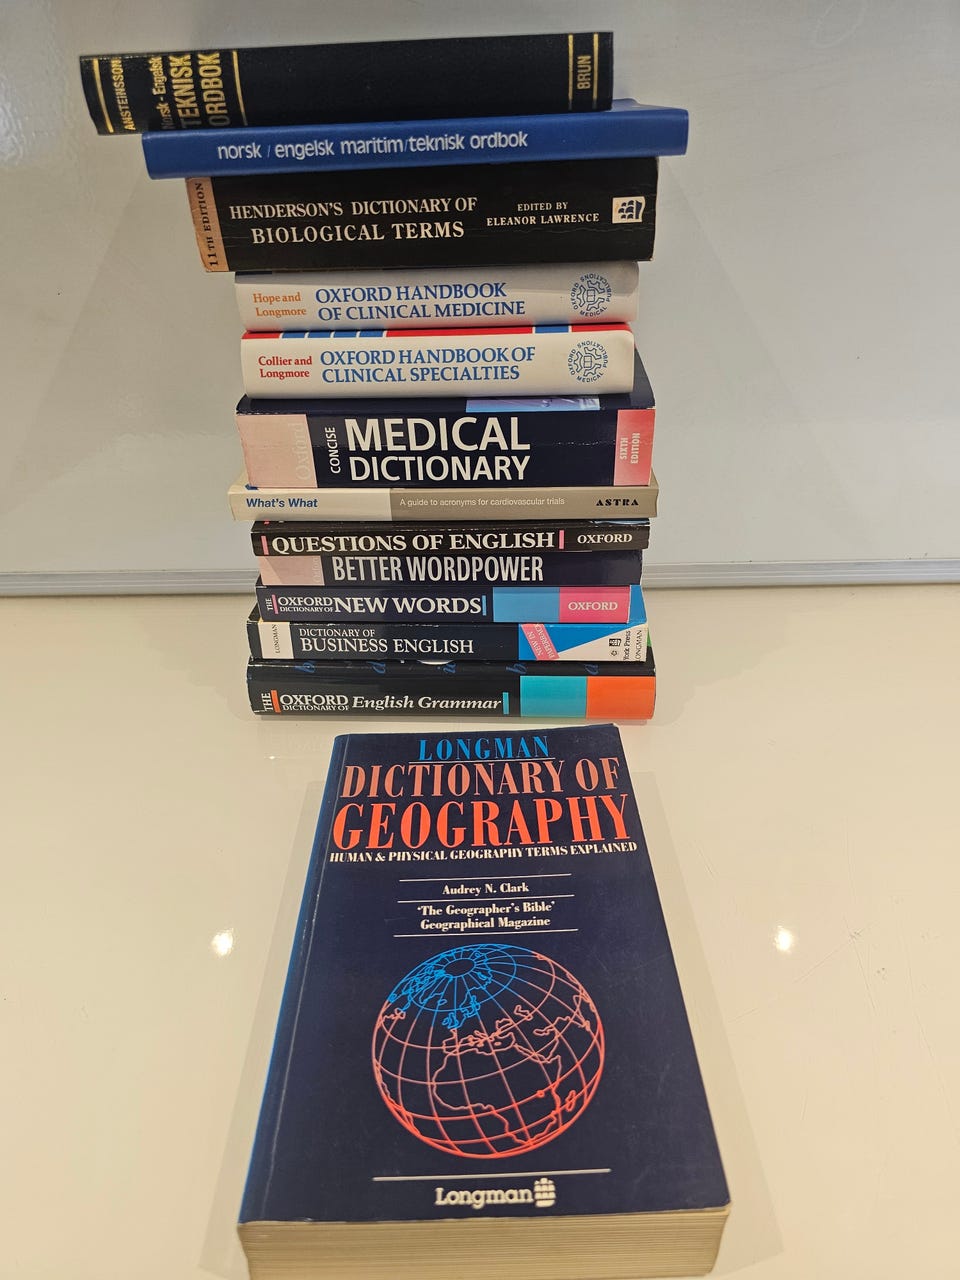 ANSTEINSSON
Norsk - Engelsk
TEKNISK
ORDBOK
BRUN
norsk / engelsk maritim/teknisk ordbok
11TH EDITION
HENDERSON'S DICTIONARY OF
BIOLOGICAL TERMS
EDITED BY
ELEANOR LAWRENCE
Hope and
Longmore
OXFORD HANDBOOK
OF CLINICAL MEDICINE
OXFORD MEDICAL PUBLICATIONS
Collier and
Longmore
OXFORD HANDBOOK OF
CLINICAL SPECIALTIES
OXFORD MEDICAL PUBLICATIONS
Oxford
CONCISE
MEDICAL
DICTIONARY
SIXTH
EDITION
What's What
A guide to acronyms for cardiovascular trials
ASTRA
QUESTIONS OF ENGLISH
OXFORD
Oxford
BETTER WORDPOWER
THE
OXFORD
DICTIONARY OF
NEW WORDS
OXFORD
LONGMAN
DICTIONARY OF
BUSINESS ENGLISH
NEW IN
PAPERBACK
York Press
LONGMAN
THE
OXFORD
DICTIONARY OF
English Grammar
LONGMAN
DICTIONARY OF
GEOGRAPHY
HUMAN & PHYSICAL GEOGRAPHY TERMS EXPLAINED
Audrey N. Clark
'The Geographer's Bible'
Geographical Magazine
Longman